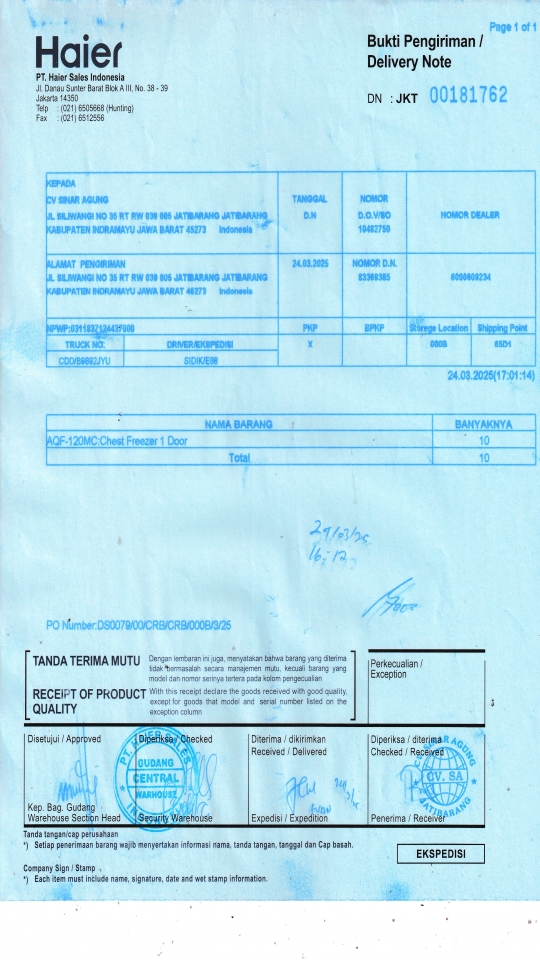 Page 1 of 1
Haier
Bukti Pengiriman /
Delivery Note
PT. Haier Sales Indonesia
Jl. Danau Sunter Barat Blok A III, No. 38 - 39
Jakarta 14350
Telp : (021) 6505668 (Hunting)
Fax : (021) 6512556
DN : JKT 00181762
KEPADA
CV SINAR AGUNG
JL SILIWANGI NO 35 RT RW 039 005 JATIBARANG JATIBARANG
KABUPATEN INDRAMAYU JAWA BARAT 45273 Indonesia
TANGGAL
D.N
NOMOR
D.O.V/SO
10482750
NOMOR DEALER
ALAMAT PENGIRIMAN
JL SILIWANGI NO 35 RT RW 039 005 JATIBARANG JATIBARANG
KABUPATEN INDRAMAYU JAWA BARAT 45273 Indonesia
24.03.2025
NOMOR D.N.
83369385
PKP BPKP Storege Location Shipping Point
TRUCK NO: DRIVER/EKSPEDISI X 000B 65D1
CDD/B9892JYU
24.03.2025(17:01:14)
NAMA BARANG BANYAKNYA
AQF-120MC:Chest Freezer 1 Door 10
Total 10
16-12
PO Number:DS0079/00/CRB/CRB/000B/3/25
TANDA TERIMA MUTU
Dengan lembaran ini juga, menyatakan bahwa barang yang diterima
tidak bermasalah secara manajemen mutu, kecuali barang yang
model dan nomor serinya tertera pada kolom pengecualian
RECEIPT OF PRODUCT
QUALITY
With this receipt declare the goods received with good quality,
except for goods that model and serial number listed on the
exception column
Perkecualian /
Exception
Disetujui / Approved
Kep. Bag. Gudang
Warehouse Section Head
Diperiksa / Checked
GUDANG
CENTRAL
WARHOUSE
Security Warehouse
Diterima / dikirimkan
Received / Delivered
Expedisi / Expedition
Diperiksa / diterima
Checked / Received
CV. SINAR AGUNG
CV. SA
JATIBARANG
Penerima / Receiver
Tanda tangan/cap perusahaan
*) Setiap penerimaan barang wajib menyertakan informasi nama, tanda tangan, tanggal dan Cap basah.
EKSPEDISI
Company Sign / Stamp
*) Each item must include name, signature, date and wet stamp information.